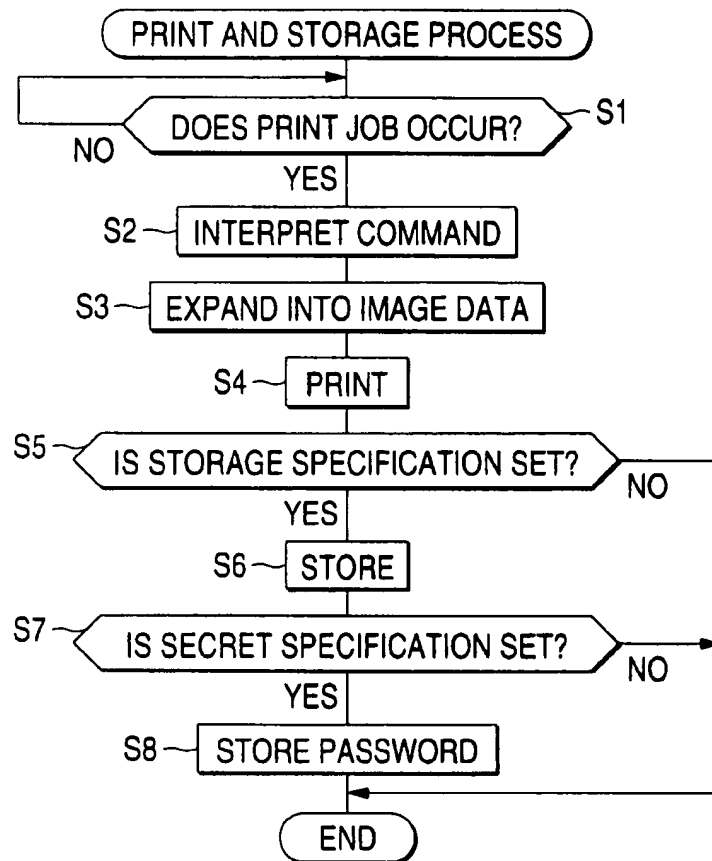 PRINT AND STORAGE PROCESS
DOES PRINT JOB OCCUR?
S1
NO
YES
S2
INTERPRET COMMAND
S3
EXPAND INTO IMAGE DATA
S4
PRINT
S5
IS STORAGE SPECIFICATION SET?
NO
YES
S6
STORE
S7
IS SECRET SPECIFICATION SET?
NO
YES
S8
STORE PASSWORD
END